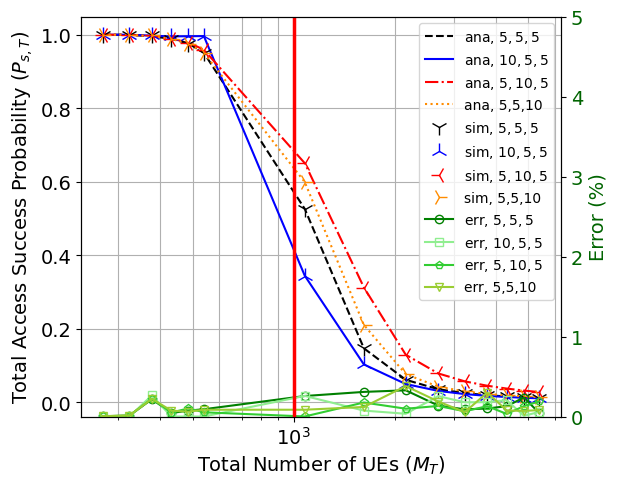 Total Access Success Probability (P_{s,T})
1.0
0.8
0.6
0.4
0.2
0.0
5
4
3
2
1
0
Error (%)
ana, 5, 5, 5
ana, 10, 5, 5
ana, 5, 10, 5
ana, 5,5,10
sim, 5, 5, 5
sim, 10, 5, 5
sim, 5, 10, 5
sim, 5,5,10
err, 5, 5, 5
err, 10, 5, 5
err, 5, 10, 5
err, 5,5,10
10³
Total Number of UEs (M_T)